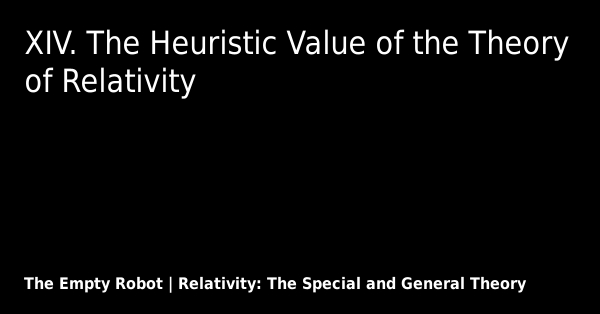 XIV. The Heuristic Value of the Theory
of Relativity
The Empty Robot | Relativity: The Special and General Theory